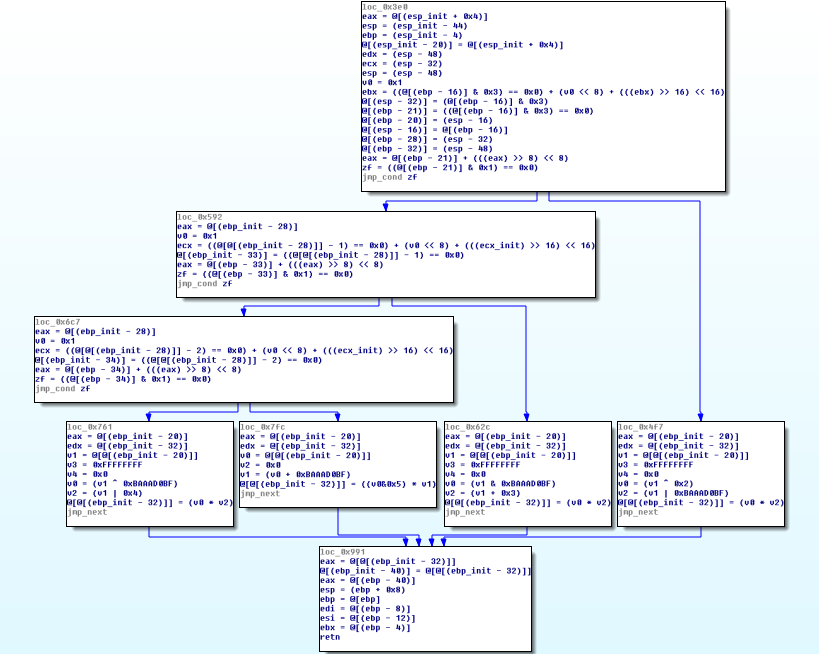 loc_0x3e0
eax = @[(esp_init + 0x4)]
esp = (esp_init - 44)
ebp = (esp_init - 4)
@[(esp_init - 20)] = @[(esp_init + 0x4)]
edx = (esp - 48)
ecx = (esp - 32)
esp = (esp - 48)
v0 = 0x1
ebx = ((@[(ebp - 16)] & 0x3) == 0x0) + (v0 << 8) + (((ebx) >> 16) << 16)
@[(esp - 32)] = (@[(ebp - 16)] & 0x3)
@[(ebp - 21)] = ((@[(ebp - 16)] & 0x3) == 0x0)
@[(ebp - 20)] = (esp - 16)
@[(esp - 16)] = @[(ebp - 16)]
@[(ebp - 28)] = (esp - 32)
@[(ebp - 32)] = (esp - 48)
eax = @[(ebp - 21)] + (((eax) >> 8) << 8)
zf = ((@[(ebp - 21)] & 0x1) == 0x0)
jmp_cond zf
loc_0x592
eax = @[(ebp_init - 28)]
v0 = 0x1
ecx = ((@[@[(ebp_init - 28)]] - 1) == 0x0) + (v0 << 8) + (((ecx_init) >> 16) << 16)
@[(ebp_init - 33)] = ((@[@[(ebp_init - 28)]] - 1) == 0x0)
eax = @[(ebp - 33)] + (((eax) >> 8) << 8)
zf = ((@[(ebp - 33)] & 0x1) == 0x0)
jmp_cond zf
loc_0x6c7
eax = @[(ebp_init - 28)]
v0 = 0x1
ecx = ((@[@[(ebp_init - 28)]] - 2) == 0x0) + (v0 << 8) + (((ecx_init) >> 16) << 16)
@[(ebp_init - 34)] = ((@[@[(ebp_init - 28)]] - 2) == 0x0)
eax = @[(ebp - 34)] + (((eax) >> 8) << 8)
zf = ((@[(ebp - 34)] & 0x1) == 0x0)
jmp_cond zf
loc_0x761
eax = @[(ebp_init - 20)]
edx = @[(ebp_init - 32)]
v1 = @[@[(ebp_init - 20)]]
v3 = 0xFFFFFFFF
v4 = 0x0
v0 = (v1 ^ 0xBAAAD0BF)
v2 = (v1 | 0x4)
@[@[(ebp_init - 32)]] = (v0 * v2)
jmp_next
loc_0x7fc
eax = @[(ebp_init - 20)]
edx = @[(ebp_init - 32)]
v0 = @[@[(ebp_init - 20)]]
v2 = 0x0
v1 = (v0 + 0xBAAAD0BF)
@[@[(ebp_init - 32)]] = ((v0&0x5) * v1)
jmp_next
loc_0x62c
eax = @[(ebp_init - 20)]
edx = @[(ebp_init - 32)]
v1 = @[@[(ebp_init - 20)]]
v3 = 0xFFFFFFFF
v4 = 0x0
v0 = (v1 & 0xBAAAD0BF)
v2 = (v1 + 0x3)
@[@[(ebp_init - 32)]] = (v0 * v2)
jmp_next
loc_0x4f7
eax = @[(ebp_init - 20)]
edx = @[(ebp_init - 32)]
v1 = @[@[(ebp_init - 20)]]
v3 = 0xFFFFFFFF
v4 = 0x0
v0 = (v1 ^ 0x2)
v2 = (v1 | 0xBAAAD0BF)
@[@[(ebp_init - 32)]] = (v0 * v2)
jmp_next
loc_0x991
eax = @[@[(ebp_init - 32)]]
@[(ebp_init - 40)] = @[@[(ebp_init - 32)]]
eax = @[(ebp - 40)]
esp = (ebp + 0x8)
ebp = @[ebp]
edi = @[(ebp - 8)]
esi = @[(ebp - 12)]
ebx = @[(ebp - 4)]
retn